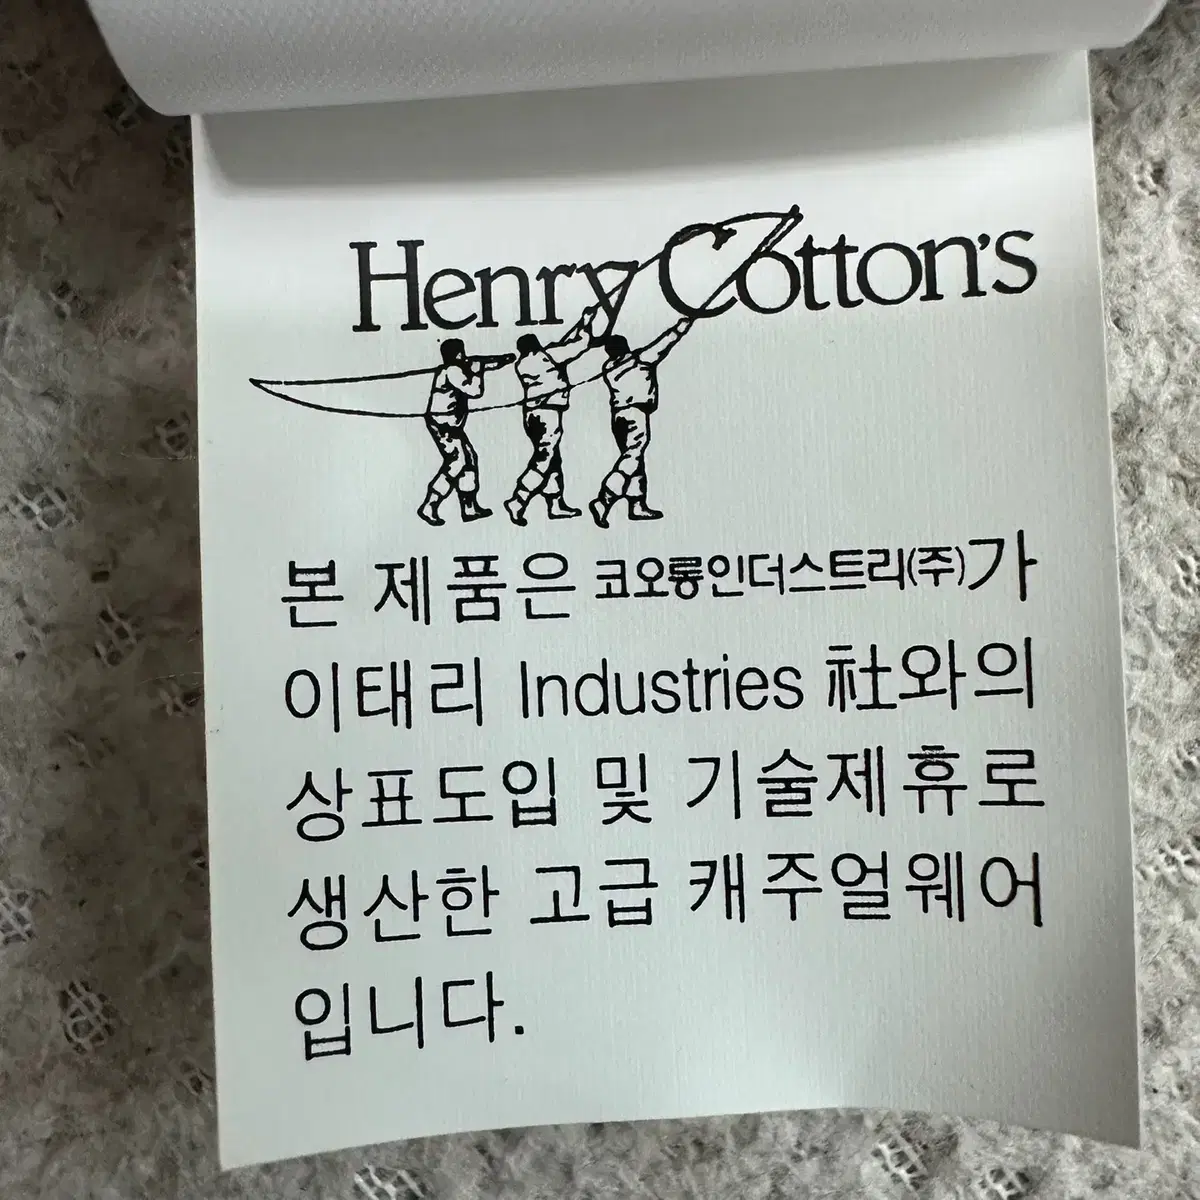 Henry Cotton's
본 제품은 코오롱인더스트리(주)가
이태리 Industries 社와의
상표도입 및 기술제휴로
생산한 고급 캐주얼웨어
입니다.